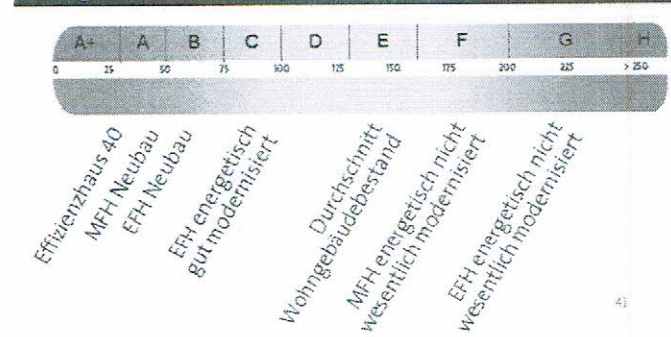 A+ A B C D E F G H
0 25 50 75 100 125 150 175 200 225 > 250
Effizienzhaus 40
MFH Neubau
EFH Neubau
EFH energetisch
gut modernisiert
Durchschnitt
Wohngebäudebestand
MFH energetisch nicht
wesentlich modernisiert
EFH energetisch nicht
wesentlich modernisiert
4)